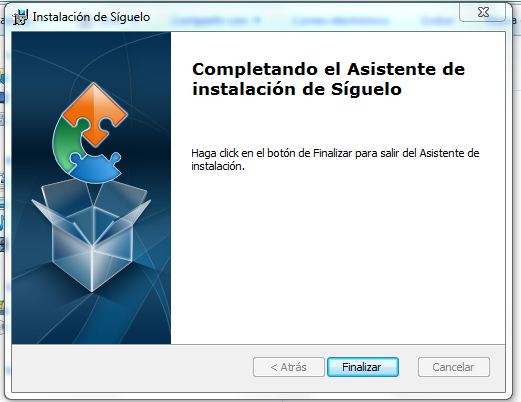 Instalación de Síguelo
Completando el Asistente de
instalación de Síguelo
Haga click en el botón de Finalizar para salir del Asistente de
instalación.
< Atrás
Finalizar
Cancelar